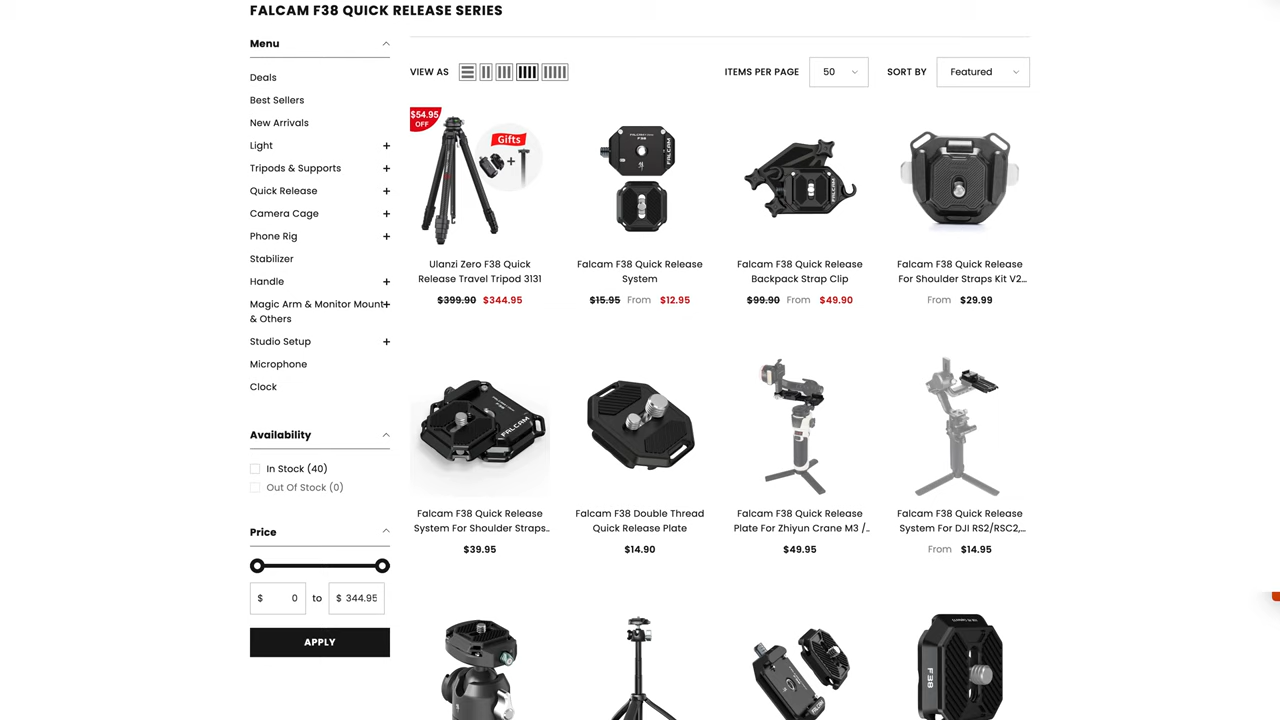 FALCAM F38 QUICK RELEASE SERIES
Menu
Deals
Best Sellers
New Arrivals
Light
Tripods & Supports
Quick Release
Camera Cage
Phone Rig
Stabilizer
Handle
Magic Arm & Monitor Mount
& Others
Studio Setup
Microphone
Clock
Availability
In Stock (40)
Out Of Stock (0)
Price
$ 0 to $ 344.95
APPLY
VIEW AS
ITEMS PER PAGE 50 SORT BY Featured
$54.95
OFF
Gifts
Ulanzi Zero F38 Quick
Release Travel Tripod 3131
$399.90 $344.95
FALCAM
F38
Falcam F38 Quick Release
System
$15.95 From $12.95
FALCAM
Falcam F38 Quick Release
Backpack Strap Clip
$99.90 From $49.90
Falcam F38 Quick Release
For Shoulder Straps Kit V2...
From $29.99
FALCAM
Falcam F38 Quick Release
System For Shoulder Straps..
$39.95
Falcam F38 Double Thread
Quick Release Plate
$14.90
Falcam F38 Quick Release
Plate For Zhiyun Crane M3 /..
$49.95
Falcam F38 Quick Release
System For DJI RS2/RSC2,...
From $14.95
FALCAM
F38